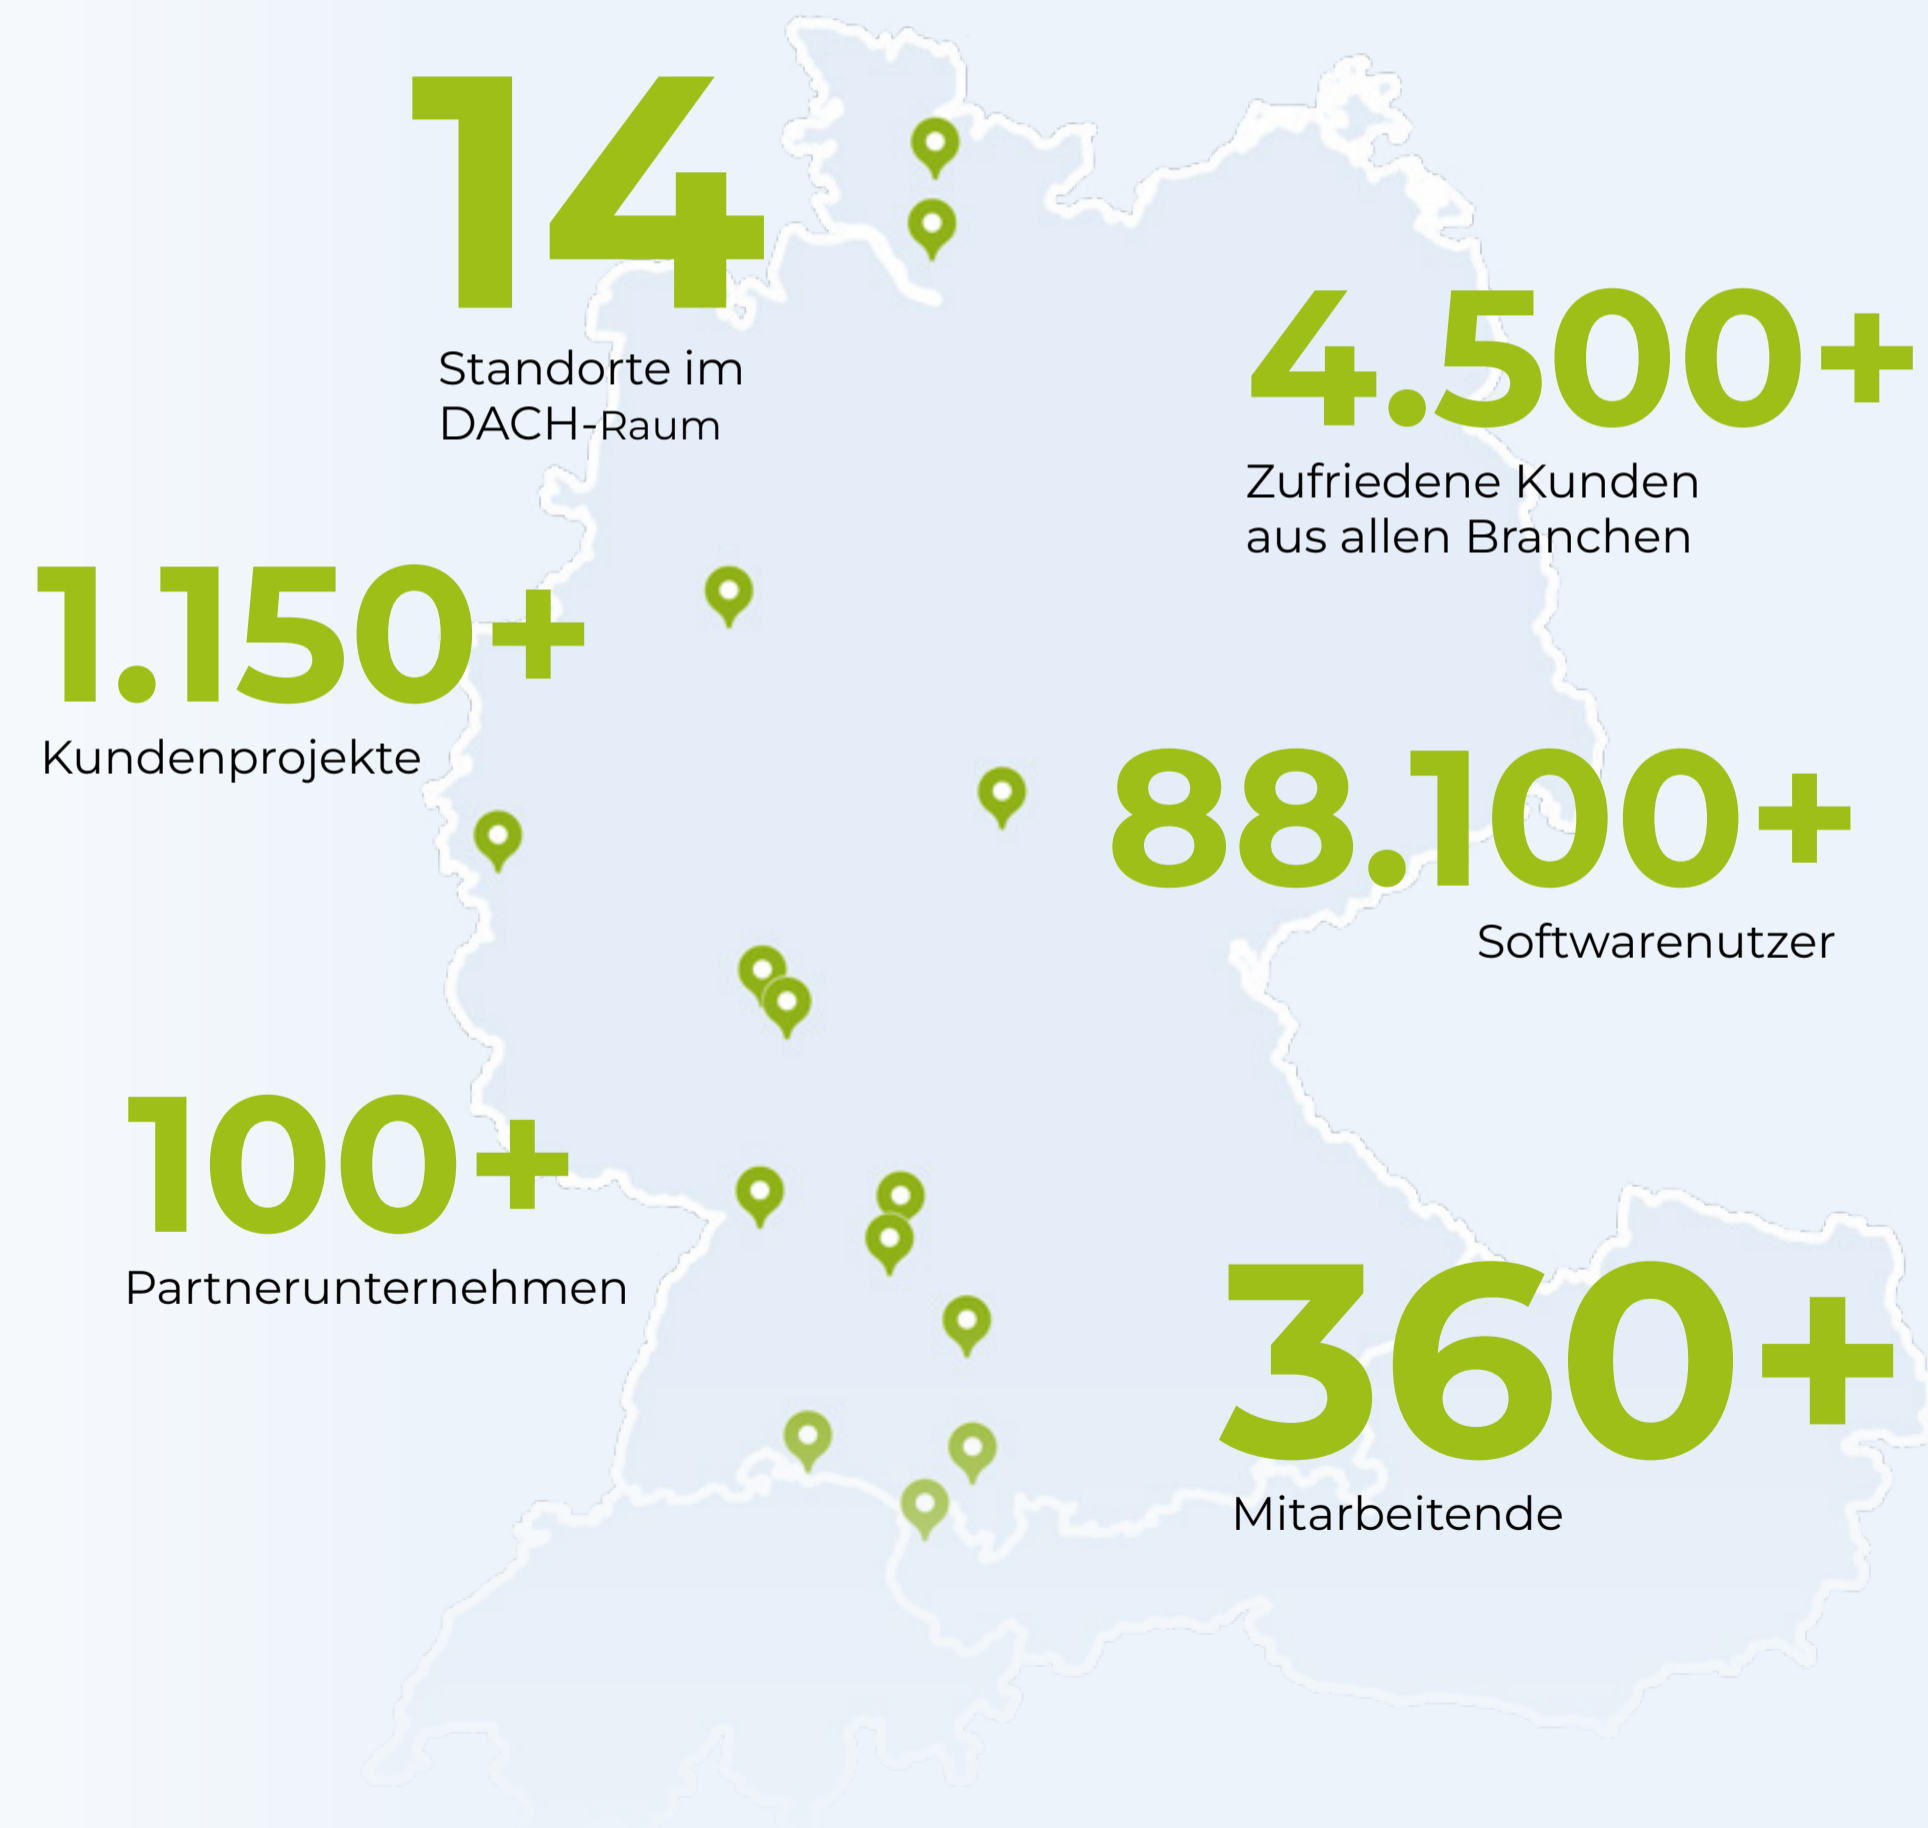 14
Standorte im
DACH-Raum
4.500+
Zufriedene Kunden
aus allen Branchen
1.150+
Kundenprojekte
88.100+
Softwarenutzer
100+
Partnerunternehmen
360+
Mitarbeitende